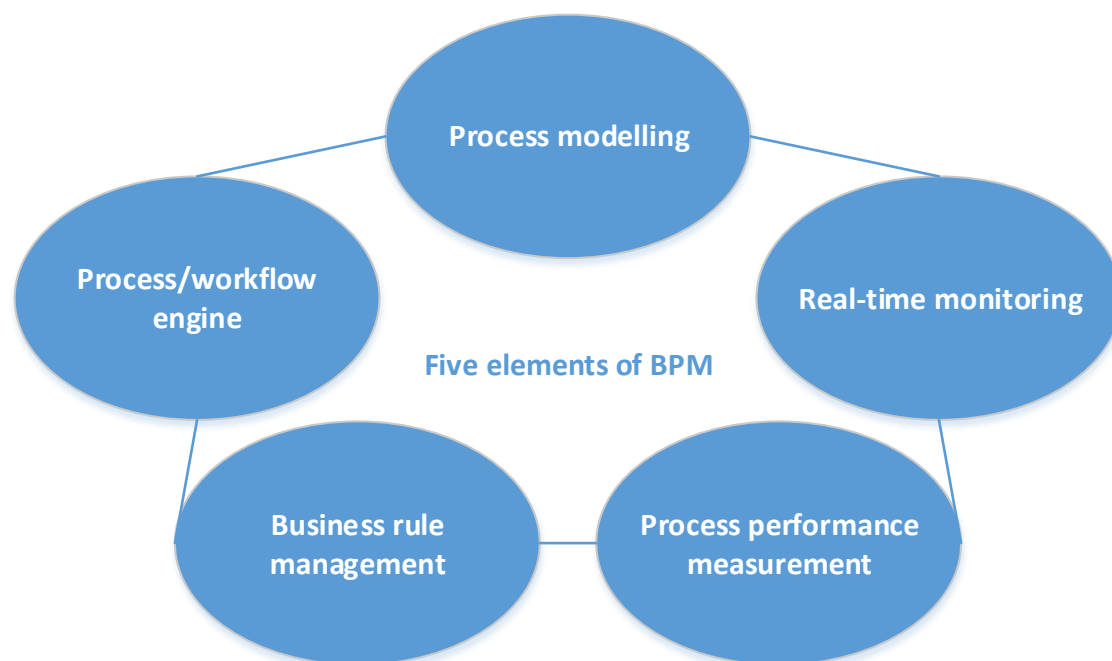 Process modelling
Process/workflow
engine
Real-time monitoring
Five elements of BPM
Business rule
management
Process performance
measurement